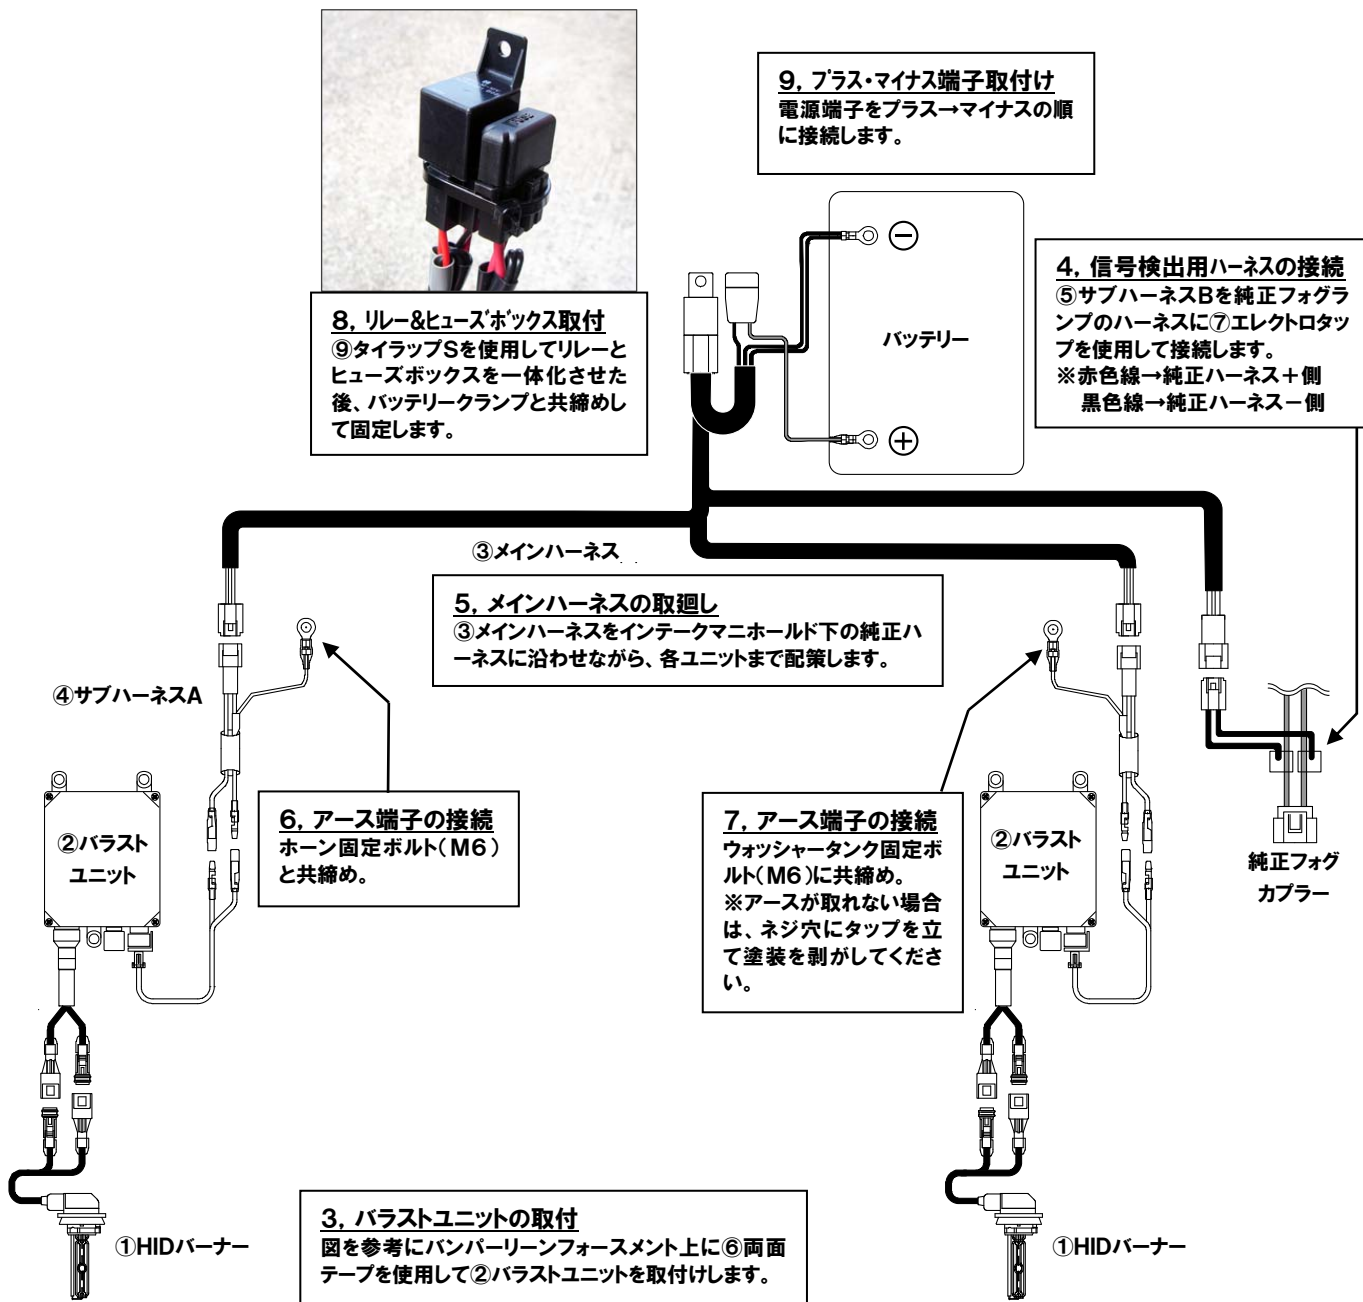 9, プラス・マイナス端子取付け
電源端子をプラス→マイナスの順
に接続します。
4, 信号検出用ハーネスの接続
⑤サブハーネスBを純正フォグラ
ンプのハーネスに⑦エレクトロタッ
プを使用して接続します。
※赤色線→純正ハーネス＋側
黒色線→純正ハーネス－側
8, リレー&ヒューズボックス取付
⑨タイラップSを使用してリレーと
ヒューズボックスを一体化させた
後、バッテリークランプと共締めし
て固定します。
－
バッテリー
＋
③メインハーネス
5, メインハーネスの取廻し
③メインハーネスをインテークマニホールド下の純正ハ
ーネスに沿わせながら、各ユニットまで配策します。
④サブハーネスA
6, アース端子の接続
ホーン固定ボルト(M6)
と共締め。
7, アース端子の接続
ウォッシャータンク固定ボ
ルト(M6)に共締め。
※アースが取れない場合
は、ネジ穴にタップを立
て塗装を剥がしてくださ
い。
②バラスト
ユニット
②バラスト
ユニット
純正フォグ
カプラー
①HIDバーナー
3, バラストユニットの取付
図を参考にバンパーリーンフォースメント上に⑥両面
テープを使用して②バラストユニットを取付けします。
①HIDバーナー